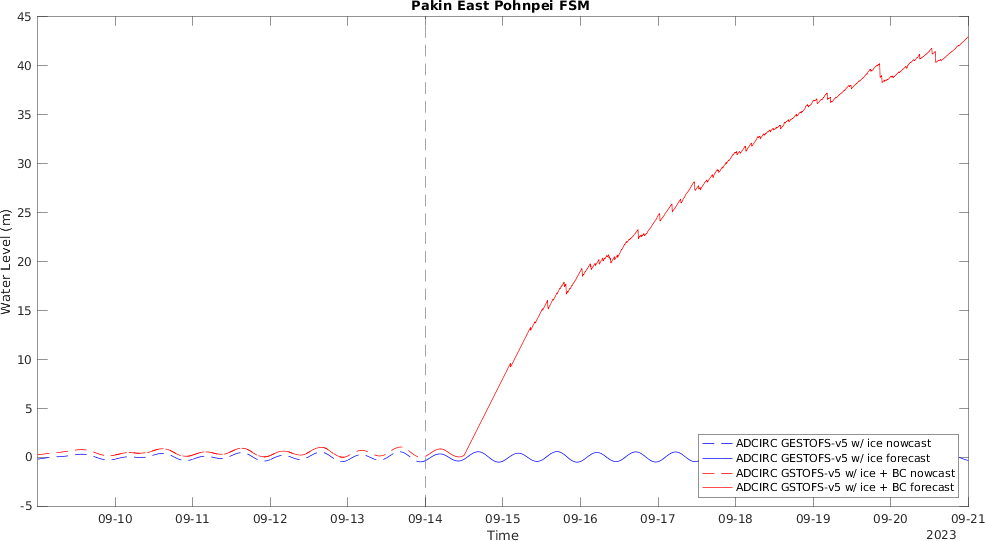 Pakin East Pohnpei FSM
45
40
35
30
25
20
15
10
5
0
-5
Water Level (m)
ADCIRC GESTOFS-v5 w/ ice nowcast
ADCIRC GESTOFS-v5 w/ ice forecast
ADCIRC GSTOFS-v5 w/ ice + BC nowcast
ADCIRC GSTOFS-v5 w/ ice + BC forecast
09-10 09-11 09-12 09-13 09-14 09-15 09-16 09-17 09-18 09-19 09-20 09-21
Time
2023